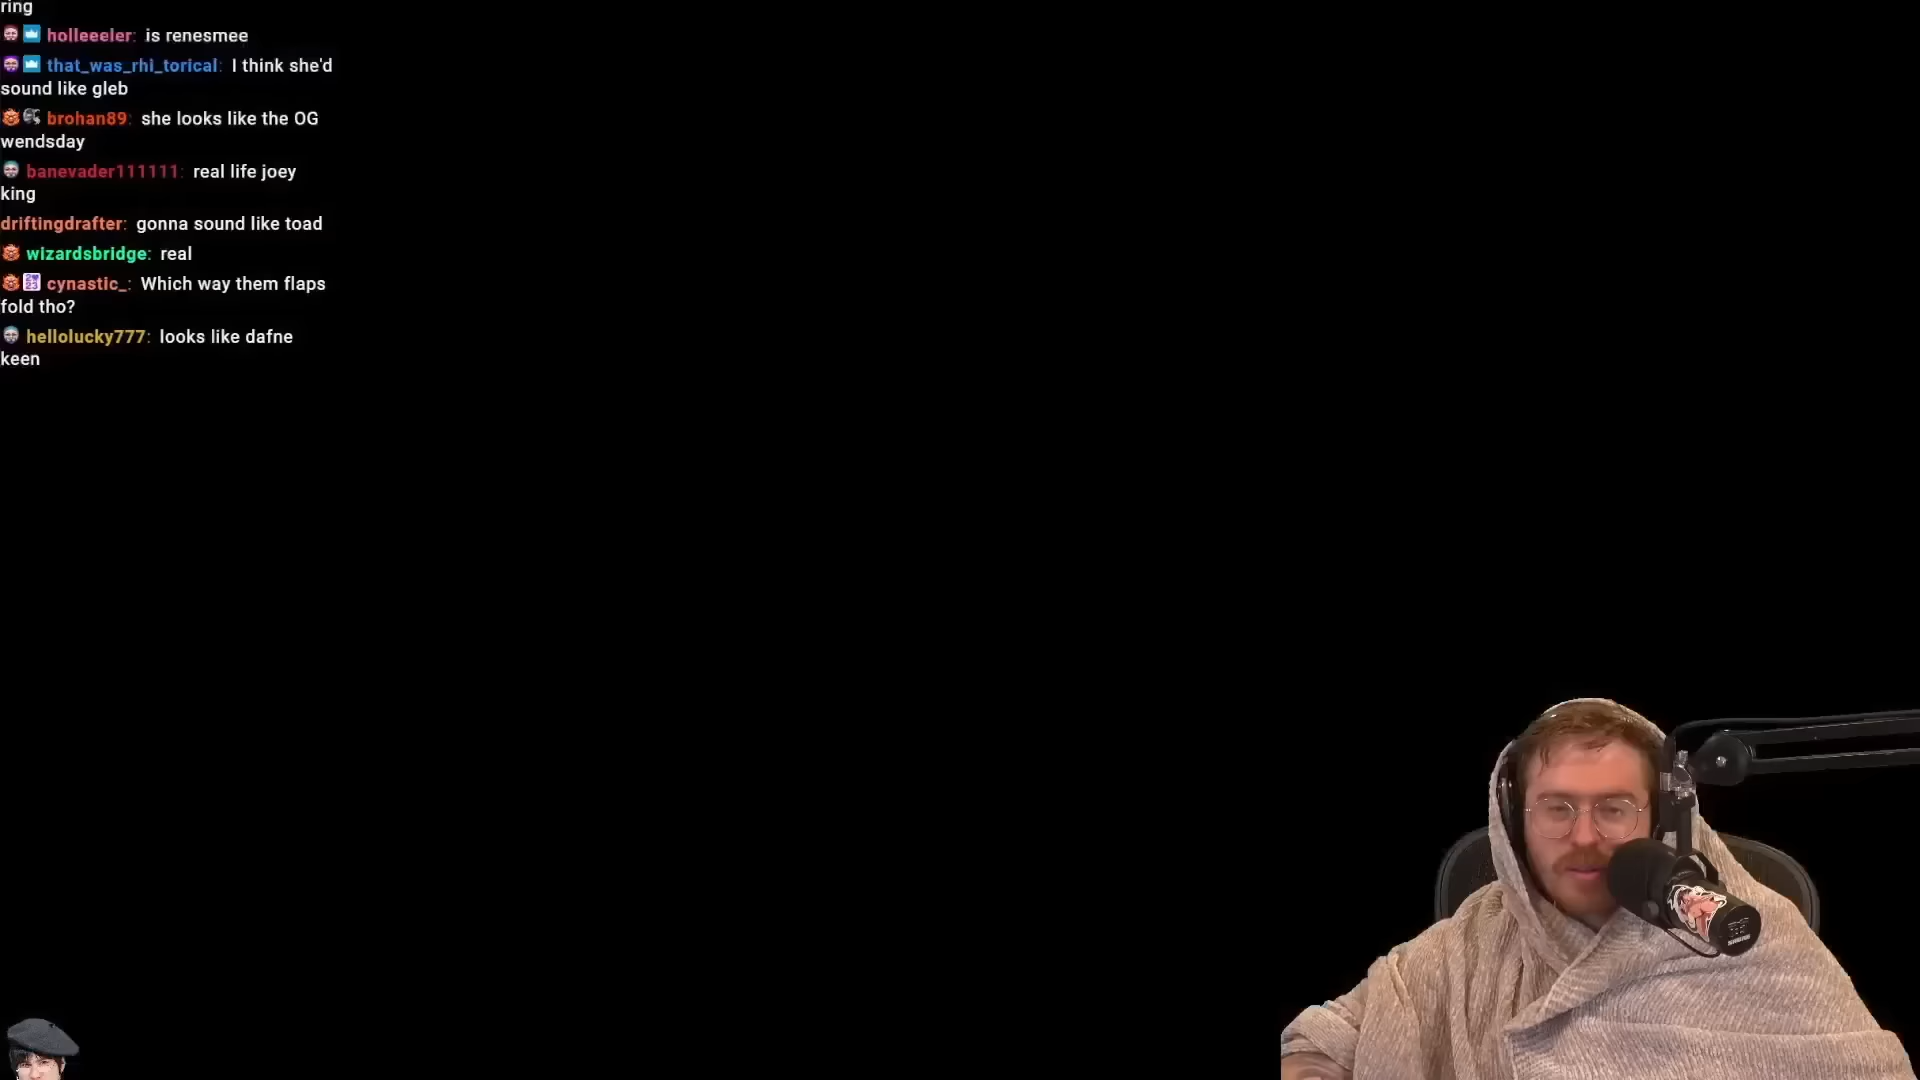 ring
holleeeler: is renesmee
that_was_rhi_torical: I think she'd
sound like gleb
brohan89: she looks like the OG
wendsday
banevader111111: real life joey
king
driftingdrafter: gonna sound like toad
wizardsbridge: real
cynastic_: Which way them flaps
fold tho?
hellolucky777: looks like dafne
keen